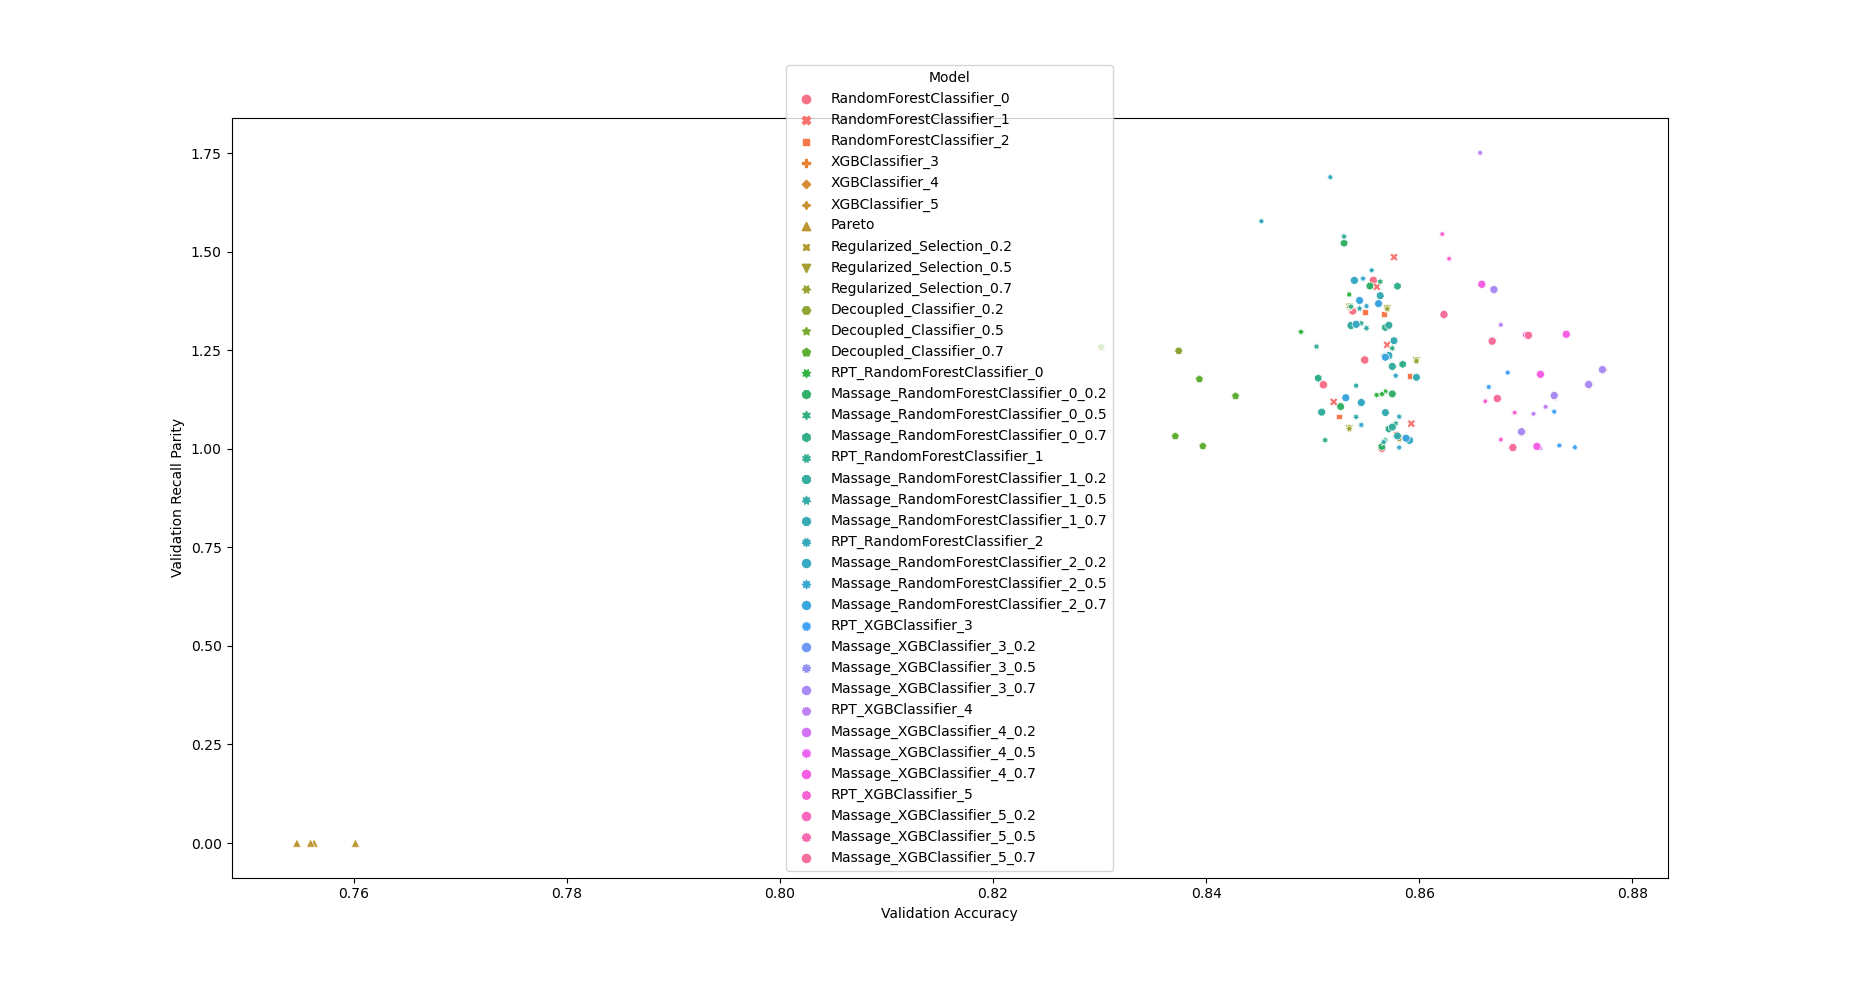 Model
RandomForestClassifier_0
RandomForestClassifier_1
RandomForestClassifier_2
XGBClassifier_3
XGBClassifier_4
XGBClassifier_5
Pareto
Regularized_Selection_0.2
Regularized_Selection_0.5
Regularized_Selection_0.7
Decoupled_Classifier_0.2
Decoupled_Classifier_0.5
Decoupled_Classifier_0.7
RPT_RandomForestClassifier_0
Massage_RandomForestClassifier_0_0.2
Massage_RandomForestClassifier_0_0.5
Massage_RandomForestClassifier_0_0.7
RPT_RandomForestClassifier_1
Massage_RandomForestClassifier_1_0.2
Massage_RandomForestClassifier_1_0.5
Massage_RandomForestClassifier_1_0.7
RPT_RandomForestClassifier_2
Massage_RandomForestClassifier_2_0.2
Massage_RandomForestClassifier_2_0.5
Massage_RandomForestClassifier_2_0.7
RPT_XGBClassifier_3
Massage_XGBClassifier_3_0.2
Massage_XGBClassifier_3_0.5
Massage_XGBClassifier_3_0.7
RPT_XGBClassifier_4
Massage_XGBClassifier_4_0.2
Massage_XGBClassifier_4_0.5
Massage_XGBClassifier_4_0.7
RPT_XGBClassifier_5
Massage_XGBClassifier_5_0.2
Massage_XGBClassifier_5_0.5
Massage_XGBClassifier_5_0.7
1.75
1.50
1.25
1.00
0.75
0.50
0.25
0.00
Validation Recall Parity
0.76 0.78 0.80 0.82 0.84 0.86 0.88
Validation Accuracy